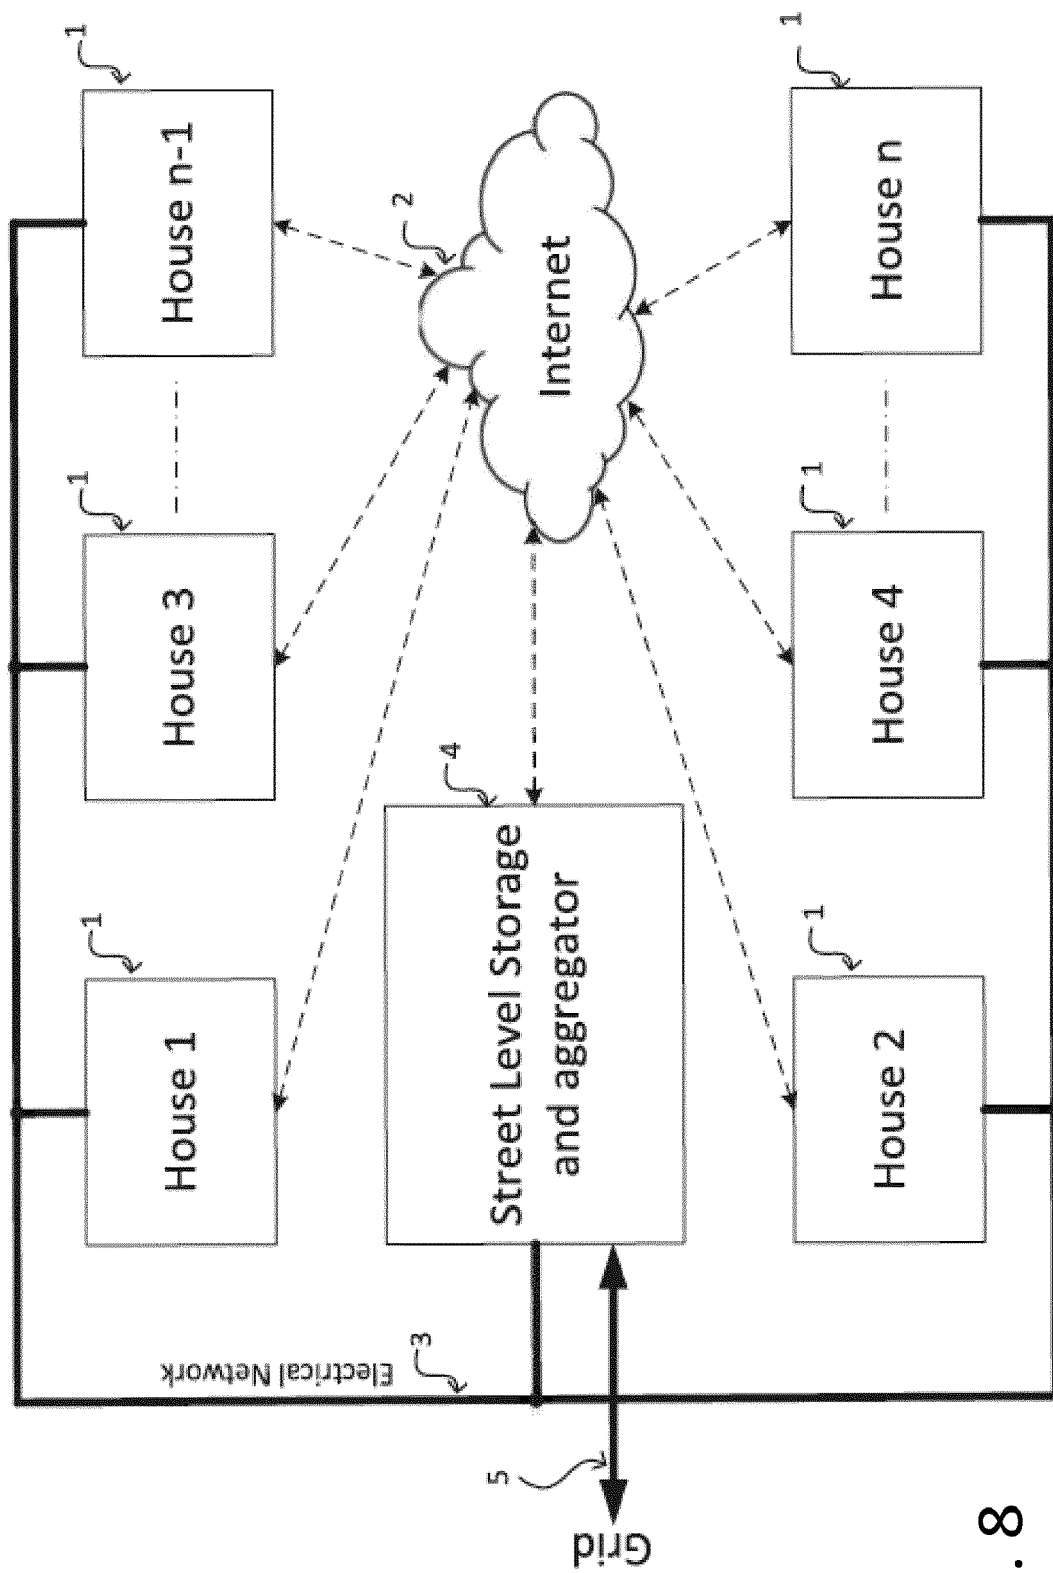 1
1
1
House 1
House 3
House n-1
Electrical Network
2
3
4
Street Level Storage
and aggregator
Internet
5
Grid
1
1
1
House 2
House 4
House n
. 8